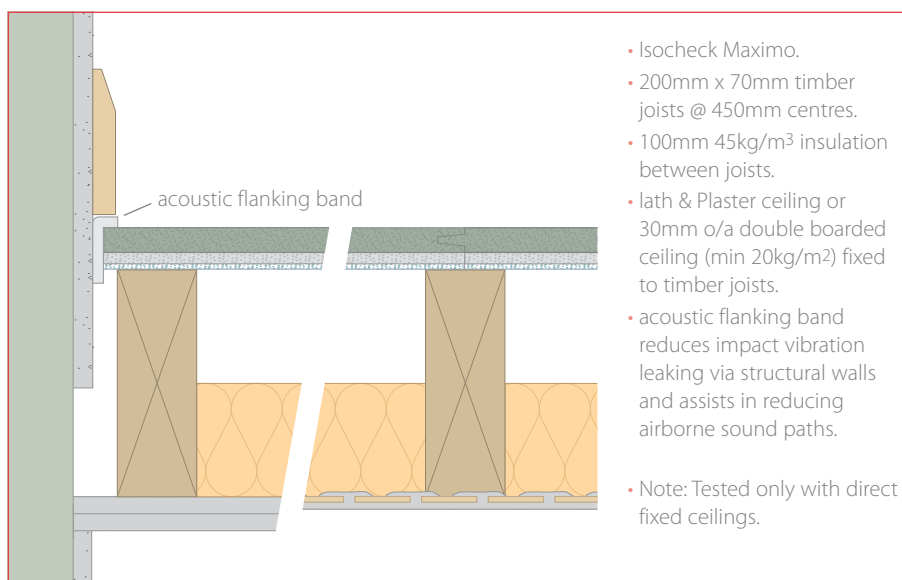 acoustic flanking band
• Isocheck Maximo.
• 200mm x 70mm timber
joists @ 450mm centres.
• 100mm 45kg/m³ insulation
between joists.
• lath & Plaster ceiling or
30mm o/a double boarded
ceiling (min 20kg/m²) fixed
to timber joists.
• acoustic flanking band
reduces impact vibration
leaking via structural walls
and assists in reducing
airborne sound paths.
• Note: Tested only with direct
fixed ceilings.